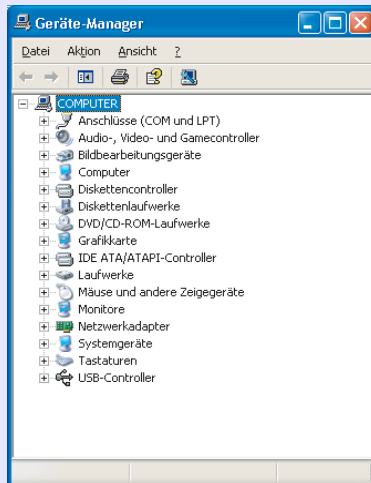 Geräte-Manager
Datei Aktion Ansicht ?
COMPUTER
Anschlüsse (COM und LPT)
Audio-, Video- und Gamecontroller
Bildbearbeitungsgeräte
Computer
Diskettencontroller
Diskettenlaufwerke
DVD/CD-ROM-Laufwerke
Grafikkarte
IDE ATA/ATAPI-Controller
Laufwerke
Mäuse und andere Zeigegeräte
Monitore
Netzwerkadapter
Systemgeräte
Tastaturen
USB-Controller